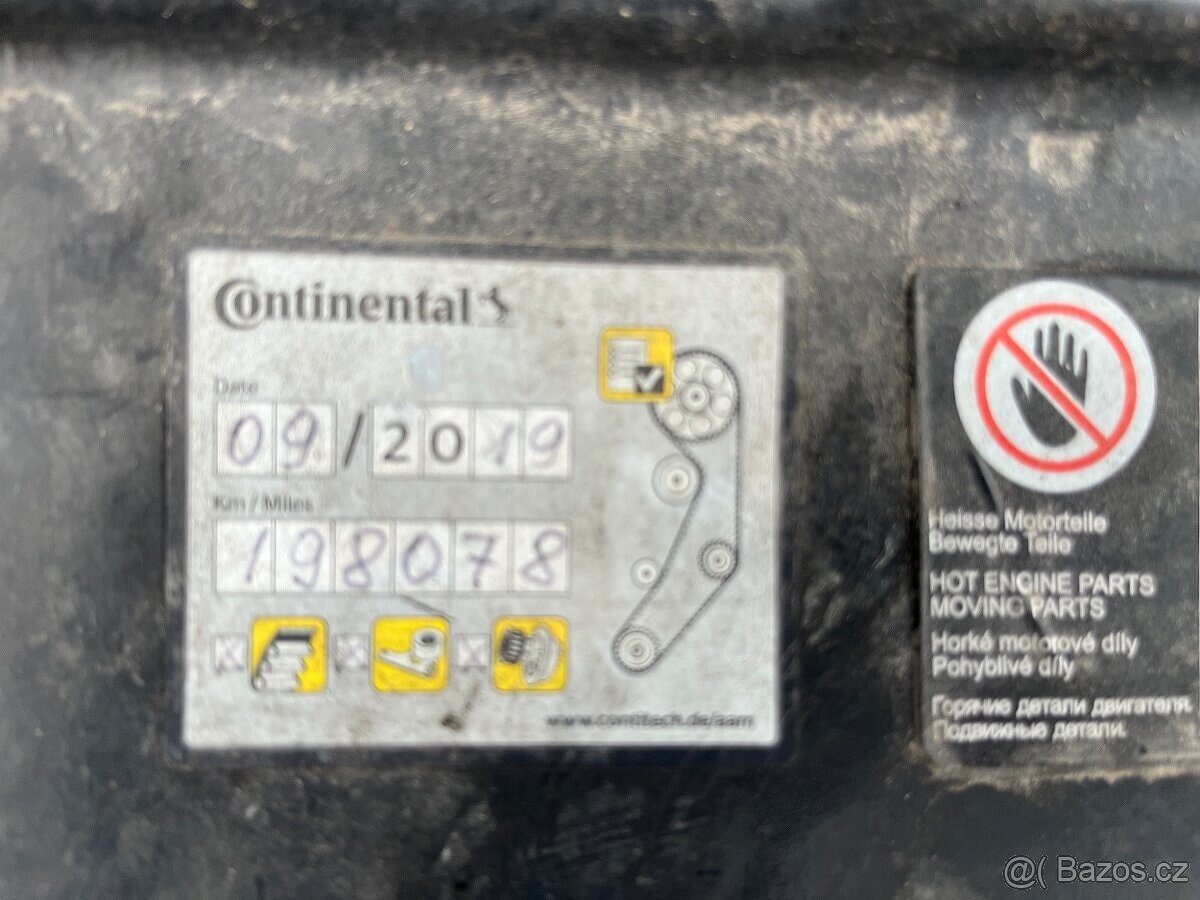 Continental
Date
09/2019
Km / Miles
198078
www.contitech.de/aam
Heisse Motorteile
Bewegte Teile
HOT ENGINE PARTS
MOVING PARTS
Horké motorové díly
Pohyblivé díly
Горячие детали двигателя
Подвижные детали.
@( Bazos.cz